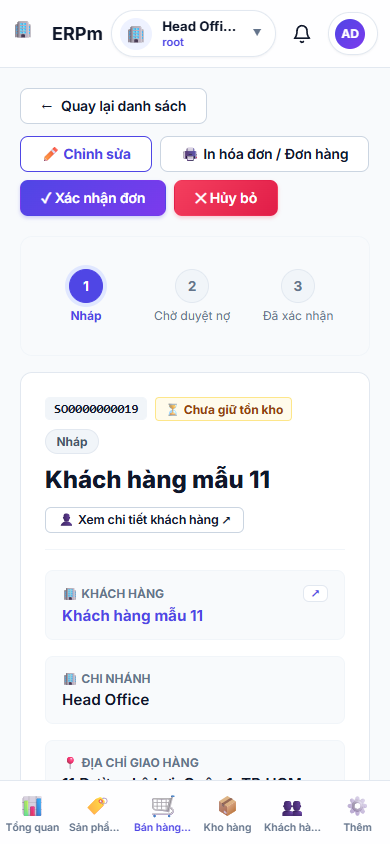 ERPm
Head Offi...
root
AD
← Quay lại danh sách
Chỉnh sửa
In hóa đơn / Đơn hàng
✓ Xác nhận đơn
✕ Hủy bỏ
1
2
3
Nháp
Chờ duyệt nợ
Đã xác nhận
SO0000000019
Chưa giữ tồn kho
Nháp
Khách hàng mẫu 11
Xem chi tiết khách hàng ↗
KHÁCH HÀNG
↗
Khách hàng mẫu 11
CHI NHÁNH
Head Office
ĐỊA CHỈ GIAO HÀNG
Tổng quan
Sản phẩ...
Bán hàng...
Kho hàng
Khách hà...
Thêm